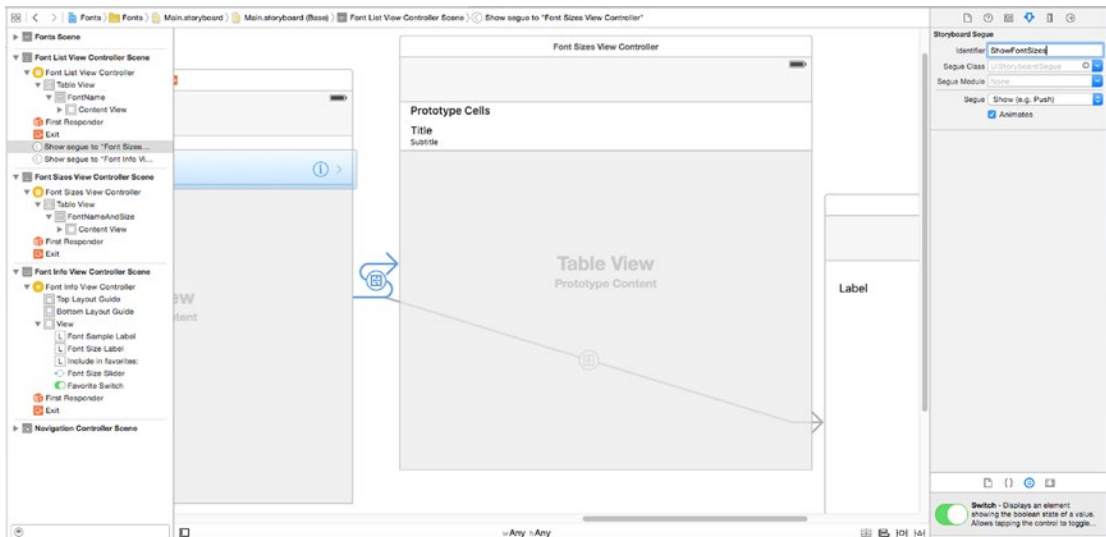 Fonts Fonts Main.storyboard Main.storyboard (Base) Font List View Controller Scene Show segue to "Font Sizes View Controller"
Fonts Scene
Font List View Controller Scene
Font List View Controller
Table View
FontName
Content View
First Responder
Exit
Show segue to "Font Sizes...
Show segue to "Font Info Vi...
Font Sizes View Controller Scene
Font Sizes View Controller
Table View
FontNameAndSize
Content View
First Responder
Exit
Font Info View Controller Scene
Font Info View Controller
Top Layout Guide
Bottom Layout Guide
View
L Font Sample Label
L Font Size Label
L Include in favorites:
Font Size Slider
Favorite Switch
First Responder
Exit
Navigation Controller Scene
Font Sizes View Controller
Prototype Cells
Title
Subtitle
Table View
Prototype Content
Label
wAny hAny
Storyboard Segue
Identifier ShowFontSizes
Segue Class UIStoryboardSegue
Segue Module None
Segue Show (e.g. Push)
Animates
Switch - Displays an element
showing the boolean state of a value.
Allows tapping the control to toggle...